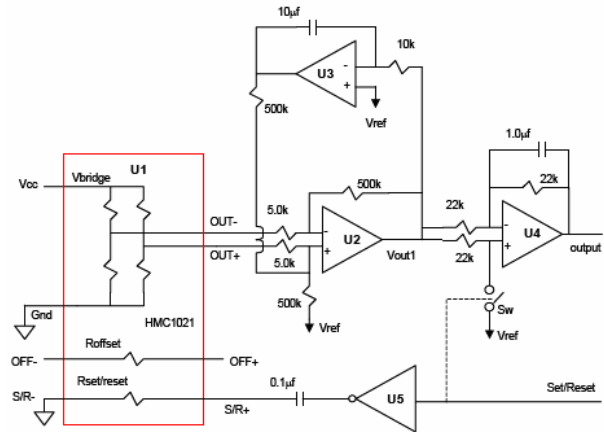 10µf
U3
-
+
10k
Vref
500k
1.0µf
22k
U1
Vcc
Vbridge
500k
22k
5.0k
OUT-
-
U2
+
-
U4
+
OUT+
5.0k
Vout1
22k
output
500k
Sw
Gnd
HMC1021
Vref
Vref
Roffset
OFF-
OFF+
Rset/reset
0.1µf
Set/Reset
S/R-
S/R+
U5